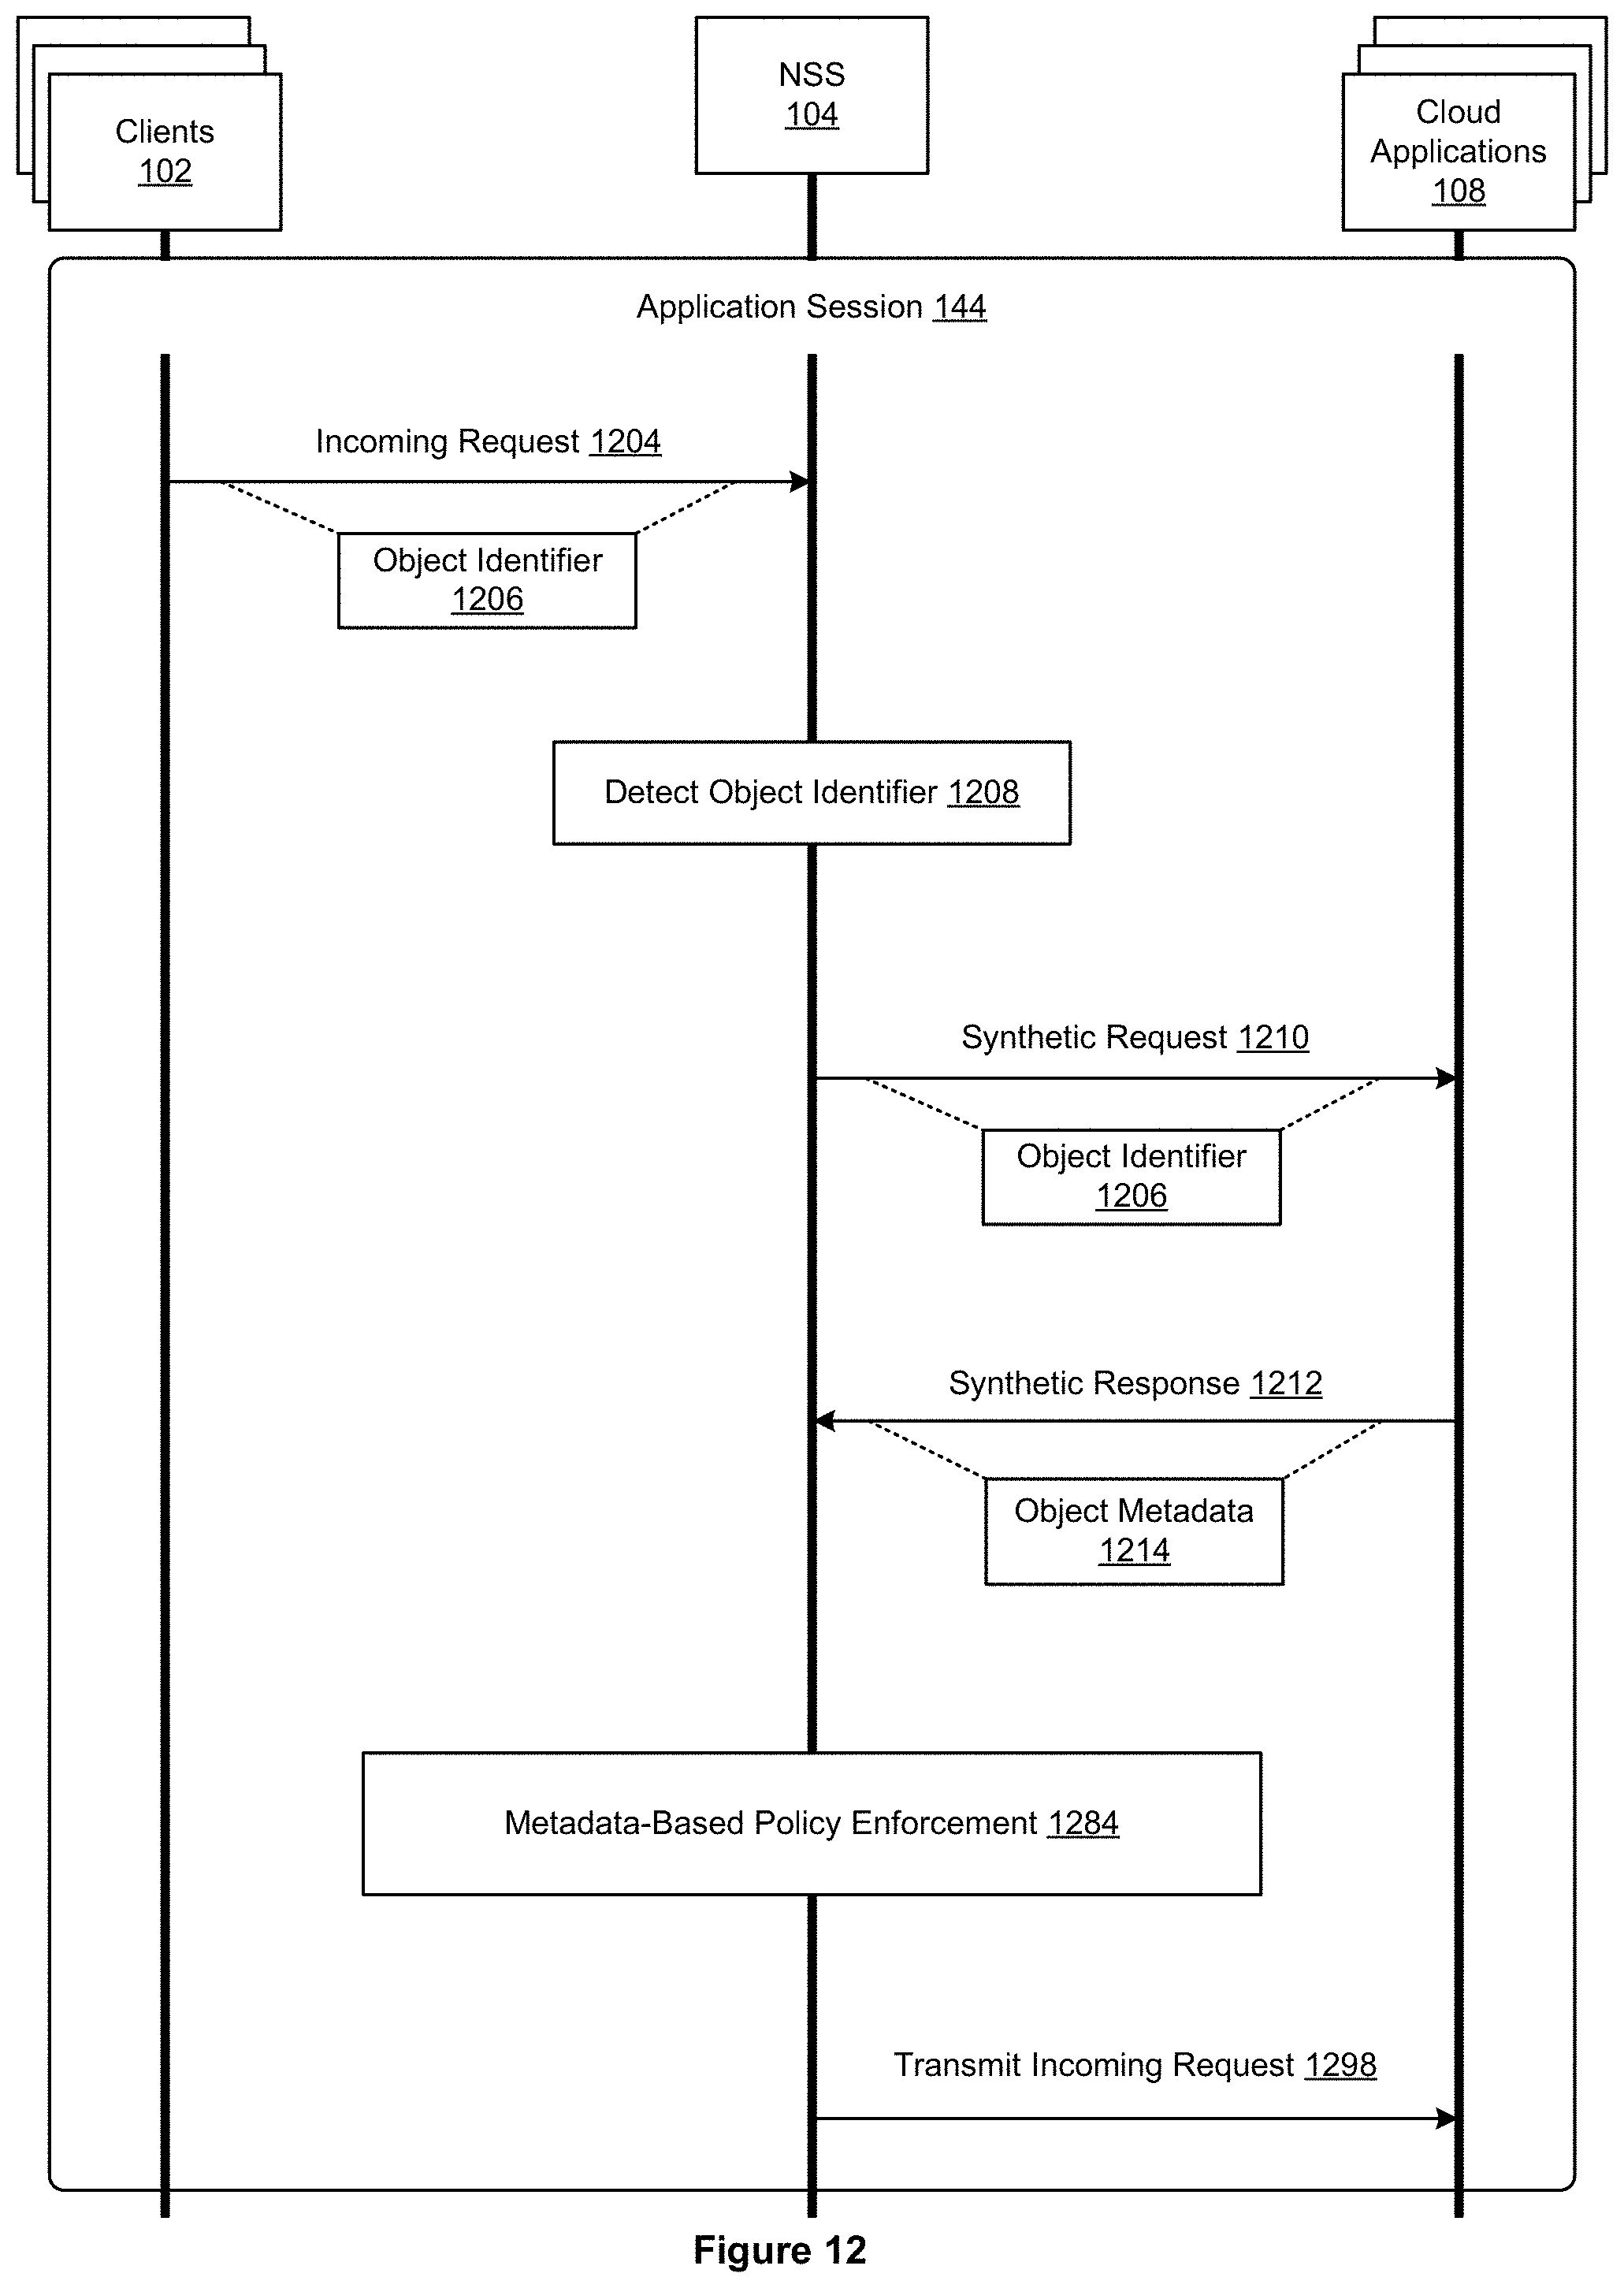 Clients
102
NSS
104
Cloud
Applications
108
Application Session 144
Incoming Request 1204
Object Identifier
1206
Detect Object Identifier 1208
Synthetic Request 1210
Object Identifier
1206
Synthetic Response 1212
Object Metadata
1214
Metadata-Based Policy Enforcement 1284
Transmit Incoming Request 1298
Figure 12